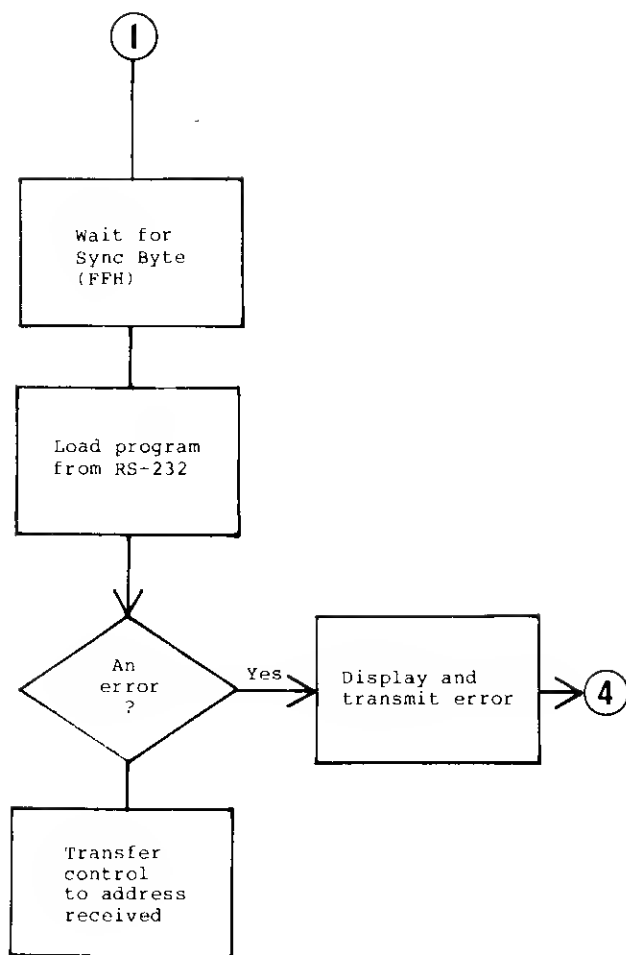 1
Wait for
Sync Byte
(FFH)
Load program
from RS-232
An
error
?
Yes
Display and
transmit error
4
Transfer
control
to address
received